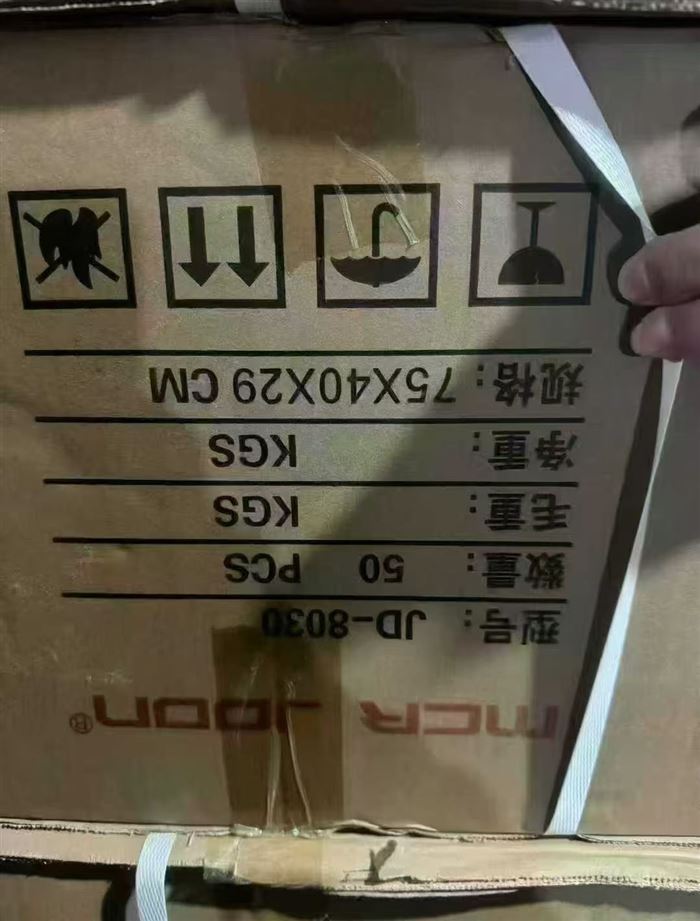 型号: JD-8030
数量: 50 PCS
毛重: KGS
净重: KGS
规格: 75X40X29 CM